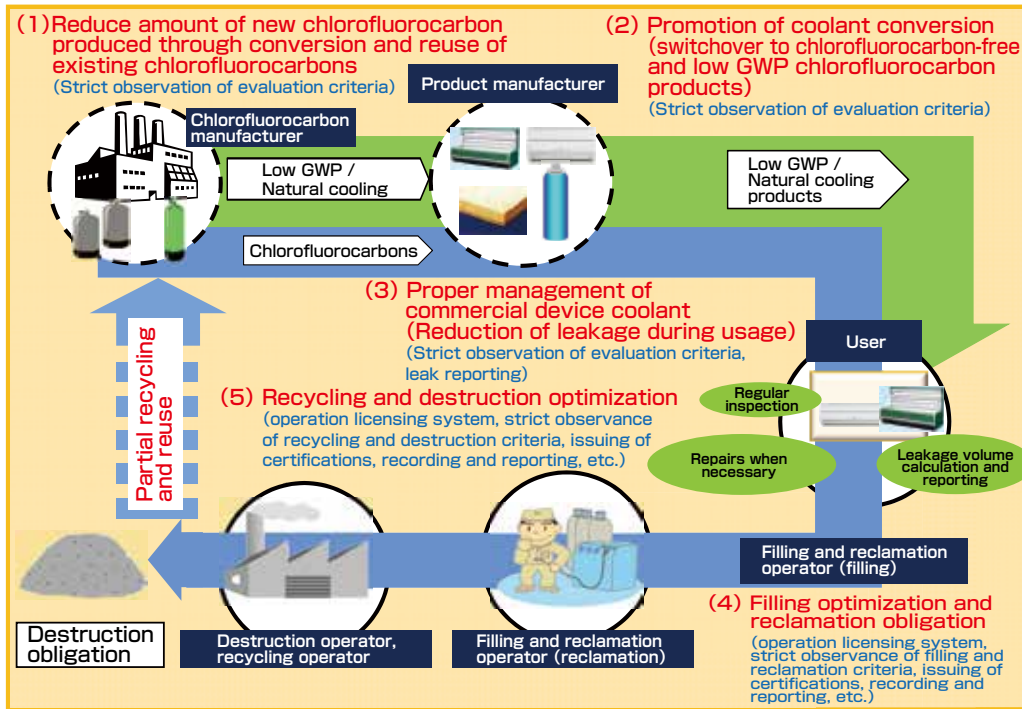 (1) Reduce amount of new chlorofluorocarbon
produced through conversion and reuse of
existing chlorofluorocarbons
(Strict observation of evaluation criteria)
(2) Promotion of coolant conversion
(switchover to chlorofluorocarbon-free
and low GWP chlorofluorocarbon
products)
(Strict observation of evaluation criteria)
Product manufacturer
Chlorofluorocarbon
manufacturer
Low GWP /
Natural cooling
Low GWP /
Natural cooling
products
Chlorofluorocarbons
(3) Proper management of
commercial device coolant
(Reduction of leakage during usage)
(Strict observation of evaluation criteria,
leak reporting)
User
Regular
inspection
Repairs when
necessary
Leakage volume
calculation and
reporting
(5) Recycling and destruction optimization
(operation licensing system, strict observance
of recycling and destruction criteria, issuing of
certifications, recording and reporting, etc.)
Partial recycling
and reuse
Filling and reclamation
operator (filling)
(4) Filling optimization and
reclamation obligation
(operation licensing system,
strict observance of filling and
reclamation criteria, issuing of
certifications, recording and
reporting, etc.)
Destruction
obligation
Destruction operator,
recycling operator
Filling and reclamation
operator (reclamation)